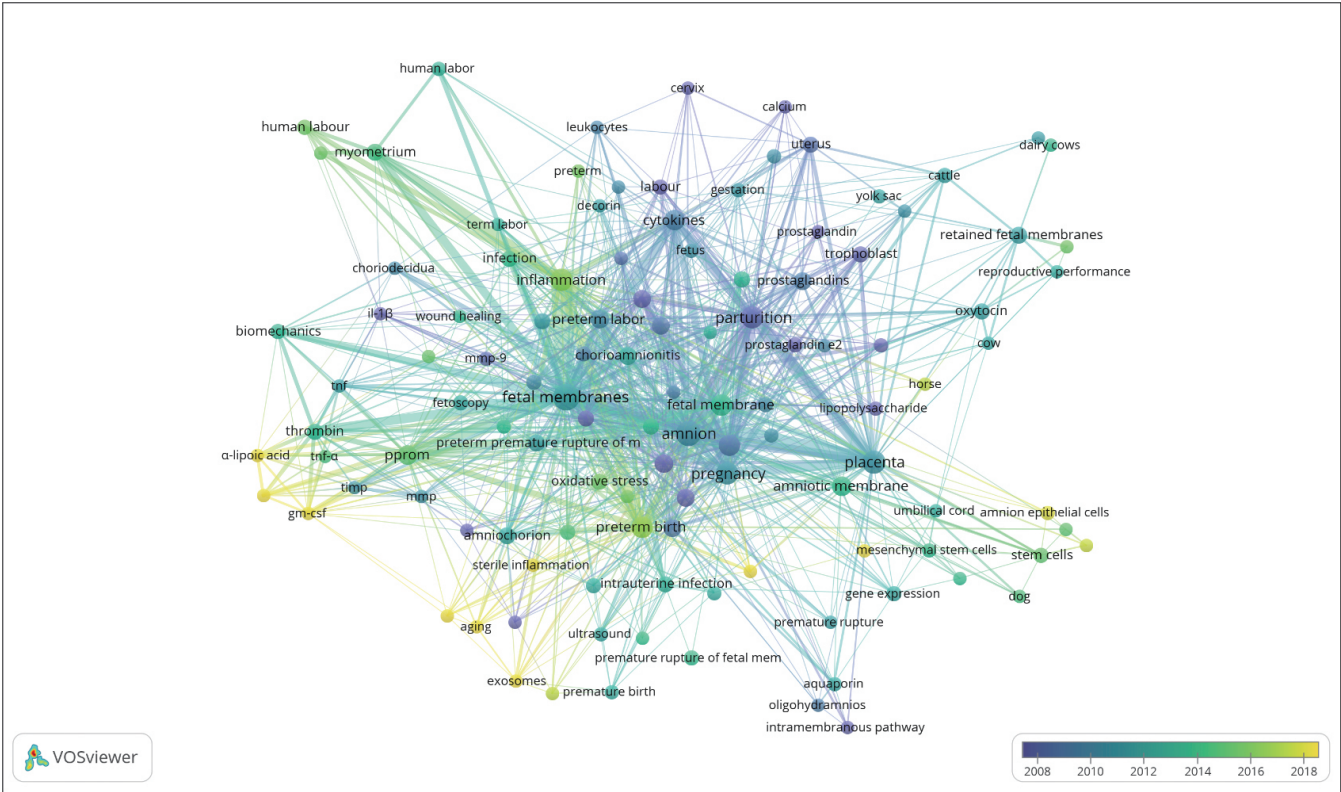 human labor
cervix
calcium
human labour
leukocytes
uterus
dairy cows
myometrium
preterm
cattle
labour
gestation
yolk sac
decorin
term labor
cytokines
prostaglandin
retained fetal membranes
fetus
trophoblast
infection
choriodecidua
inflammation
prostaglandins
reproductive performance
il-1β
wound healing
preterm labor
parturition
oxytocin
biomechanics
prostaglandin e2
cow
mmp-9
chorioamnionitis
tnf
horse
fetoscopy
fetal membranes
fetal membrane
lipopolysaccharide
thrombin
amnion
preterm premature rupture of m
α-lipoic acid
tnf-α
pprom
placenta
pregnancy
oxidative stress
amniotic membrane
timp
mmp
gm-csf
umbilical cord
amnion epithelial cells
preterm birth
amniochorion
mesenchymal stem cells
stem cells
sterile inflammation
intrauterine infection
gene expression
dog
aging
ultrasound
premature rupture
premature rupture of fetal mem
exosomes
premature birth
aquaporin
oligohydramnios
intramembranous pathway
VOSviewer
2008 2010 2012 2014 2016 2018